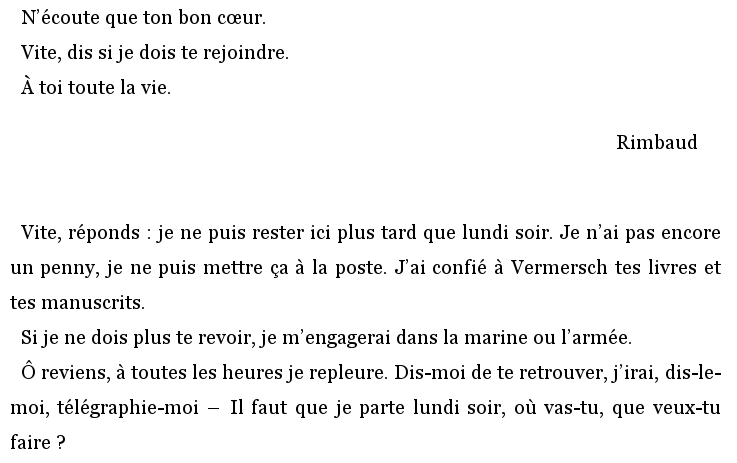 N’écoute que ton bon cœur.
Vite, dis si je dois te rejoindre.
À toi toute la vie.
Rimbaud
Vite, réponds : je ne puis rester ici plus tard que lundi soir. Je n’ai pas encore
un penny, je ne puis mettre ça à la poste. J’ai confié à Vermersch tes livres et
tes manuscrits.
Si je ne dois plus te revoir, je m’engagerai dans la marine ou l’armée.
Ô reviens, à toutes les heures je repleure. Dis-moi de te retrouver, j’irai, dis-le-
moi, télégraphie-moi – Il faut que je parte lundi soir, où vas-tu, que veux-tu
faire ?